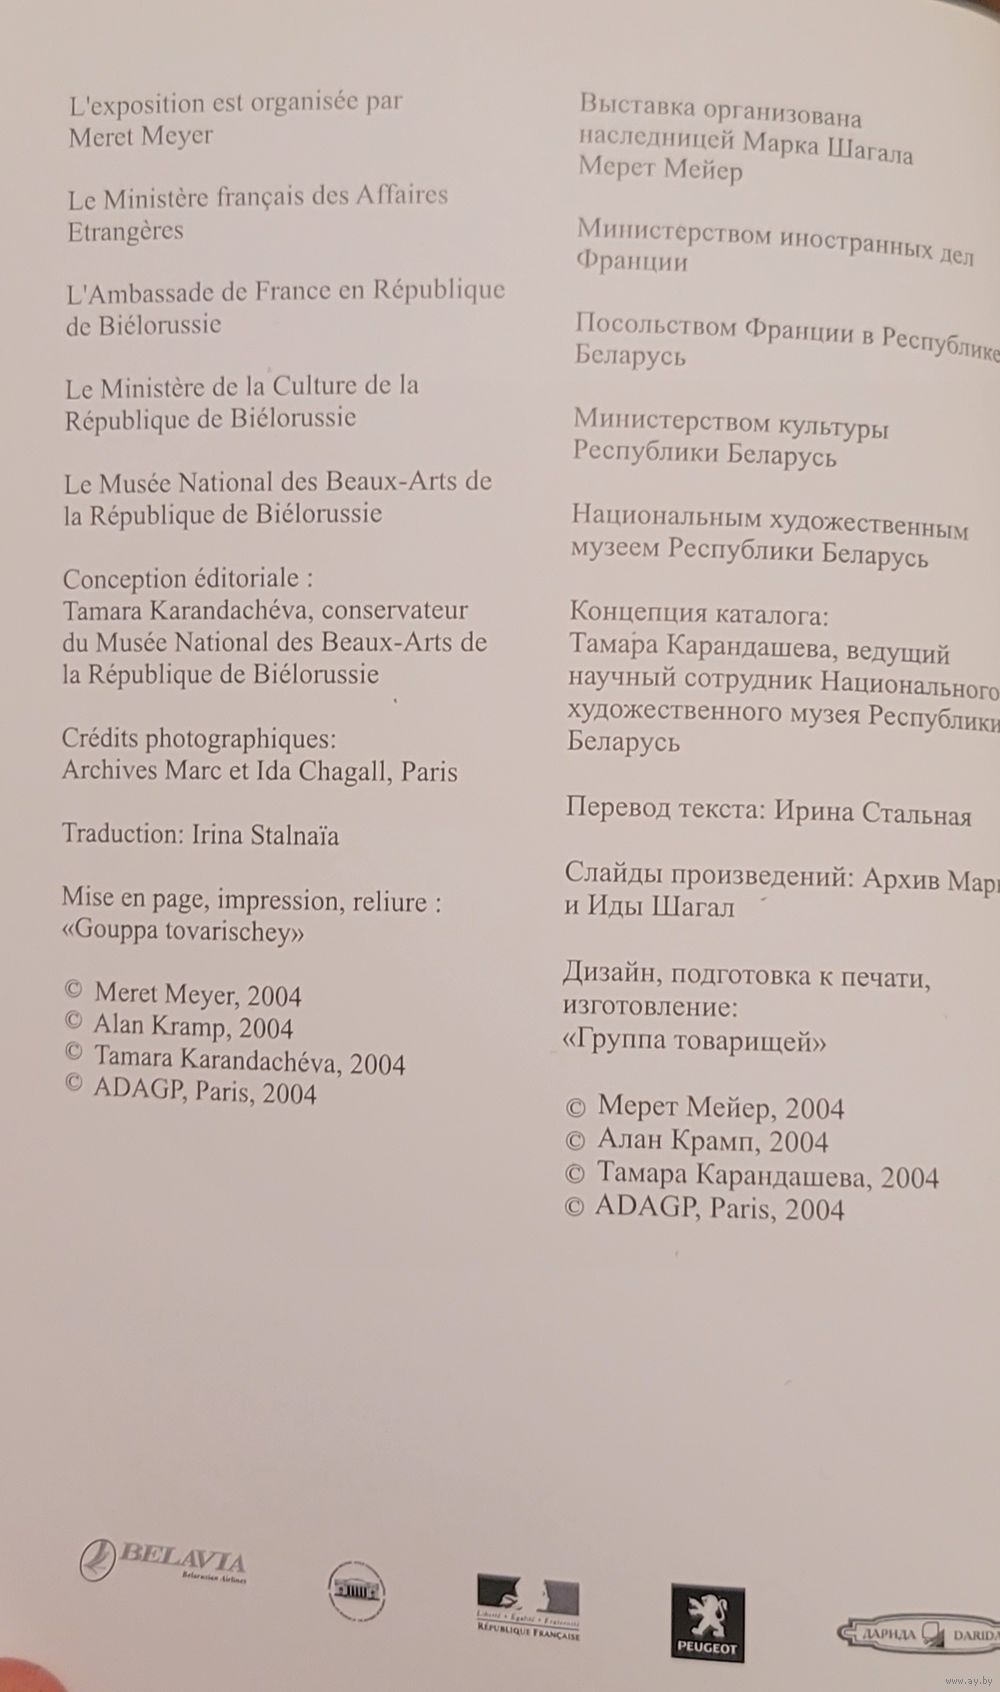 L'exposition est organisée par
Meret Meyer
Le Ministère français des Affaires
Etrangères
L'Ambassade de France en République
de Biélorussie
Le Ministère de la Culture de la
République de Biélorussie
Le Musée National des Beaux-Arts de
la République de Biélorussie
Conception éditoriale :
Tamara Karandachéva, conservateur
du Musée National des Beaux-Arts de
la République de Biélorussie
Crédits photographiques:
Archives Marc et Ida Chagall, Paris
Traduction: Irina Stalnaïa
Mise en page, impression, reliure :
«Gouppa tovarischey»
© Meret Meyer, 2004
© Alan Kramp, 2004
© Tamara Karandachéva, 2004
© ADAGP, Paris, 2004
Выставка организована
наследницей Марка Шагала
Мерет Мейер
Министерством иностранных дел
Франции
Посольством Франции в Республике
Беларусь
Министерством культуры
Республики Беларусь
Национальным художественным
музеем Республики Беларусь
Концепция каталога:
Тамара Карандашева, ведущий
научный сотрудник Национального
художественного музея Республики
Беларусь
Перевод текста: Ирина Стальная
Слайды произведений: Архив Мар
и Иды Шагал
Дизайн, подготовка к печати,
изготовление:
«Группа товарищей»
© Мерет Мейер, 2004
© Алан Крамп, 2004
© Тамара Карандашева, 2004
© ADAGP, Paris, 2004
BELAVIA
Belarusian Airlines
Liberté • Égalité • Fraternité
RÉPUBLIQUE FRANÇAISE
PEUGEOT
ДАРИДА DARIDA
www.ay.by